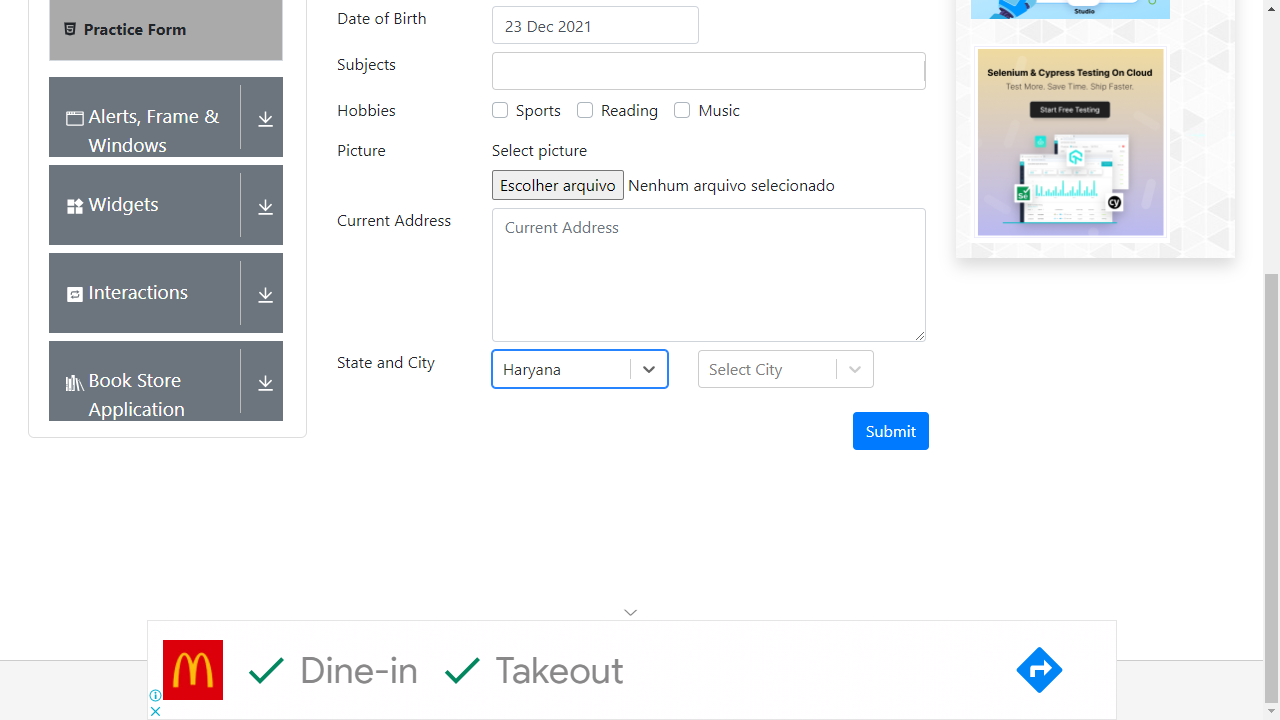 Practice Form
Alerts, Frame &
Windows
Widgets
Interactions
Book Store
Application
Date of Birth
23 Dec 2021
Subjects
Hobbies
Sports
Reading
Music
Picture
Select picture
Escolher arquivo
Nenhum arquivo selecionado
Current Address
Current Address
State and City
Haryana
Select City
Submit
Studio
Selenium & Cypress Testing On Cloud
Test More. Save Time. Ship Faster.
Start Free Testing
Se
cy
Dine-in
Takeout